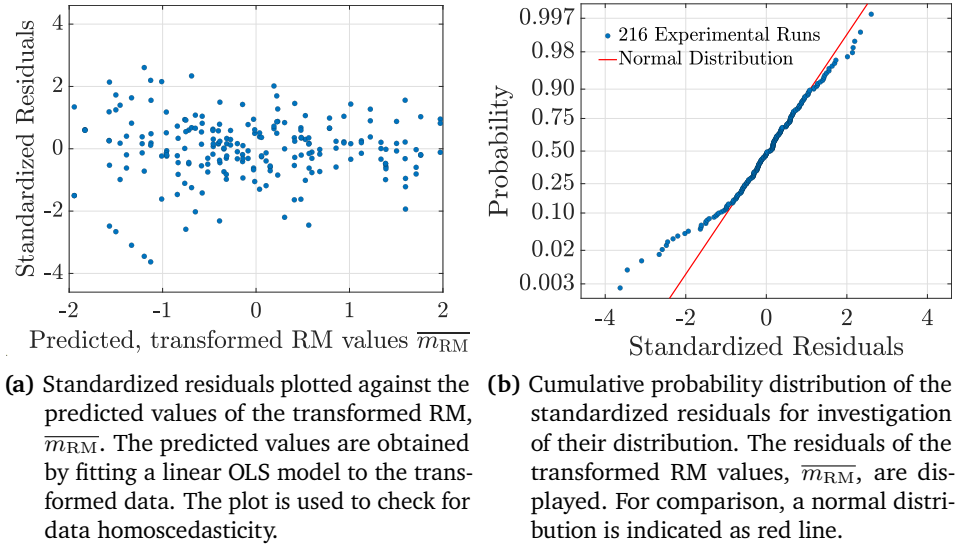 Standardized Residuals
4
2
0
-2
-4
-2
-1
0
1
2
Predicted, transformed RM values m_RM
Probability
0.997
0.98
0.90
0.75
0.50
0.25
0.10
0.02
0.003
216 Experimental Runs
Normal Distribution
-4
-2
0
2
4
Standardized Residuals
(a) Standardized residuals plotted against the
predicted values of the transformed RM,
m_RM. The predicted values are obtained
by fitting a linear OLS model to the trans-
formed data. The plot is used to check for
data homoscedasticity.
(b) Cumulative probability distribution of the
standardized residuals for investigation
of their distribution. The residuals of the
transformed RM values, m_RM, are dis-
played. For comparison, a normal distri-
bution is indicated as red line.